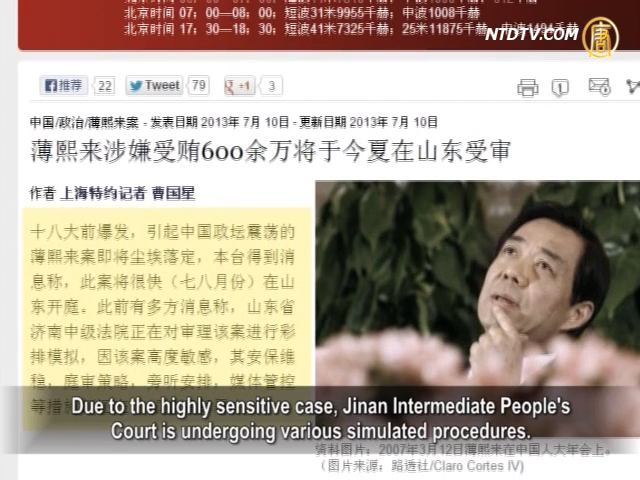 北京时间 07:00—08:00:短波31米9955千赫;中波1008千赫
北京时间 17:30—18:30:短波41米7325千赫;25米11875千赫;中波1494千赫
NTDTV.COM
推荐 22 Tweet 79 +1 3
中国/政治/薄熙来案 - 发表日期 2013年 7月 10日 - 更新日期 2013年 7月 10日
薄熙来涉嫌受贿600余万将于今夏在山东受审
作者 上海特约记者 曹国星
十八大前爆发,引起中国政坛震荡的
薄熙来案即将尘埃落定,本台得到消
息称,此案将很快(七八月份)在山
东开庭。此前有多方消息称,山东省
济南中级法院正在对审理该案进行彩
排模拟,因该案高度敏感,其安保维
稳,庭审策略,旁听安排,媒体管控
等措施
Due to the highly sensitive case, Jinan Intermediate People's
Court is undergoing various simulated procedures.
资料图片:2007年3月12日薄熙来在中国人大年会上。
(图片来源:路透社/Claro Cortes IV)